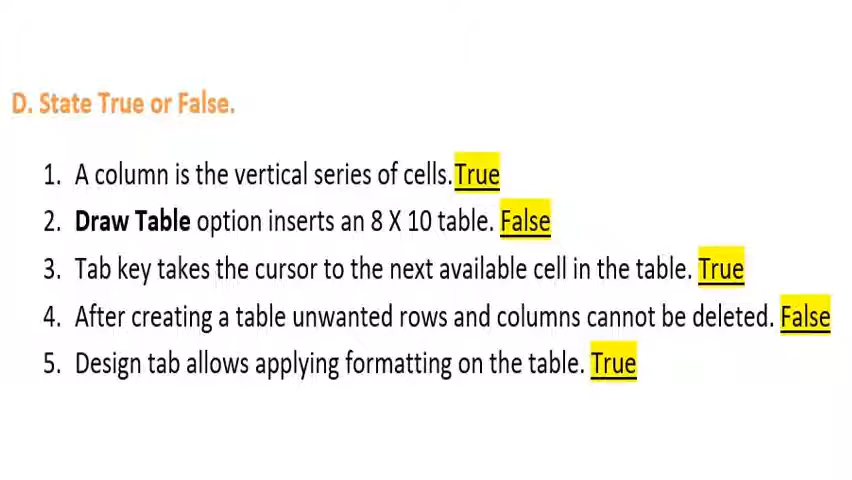 D. State True or False.
1. A column is the vertical series of cells.True
2. Draw Table option inserts an 8 X 10 table. False
3. Tab key takes the cursor to the next available cell in the table. True
4. After creating a table unwanted rows and columns cannot be deleted. False
5. Design tab allows applying formatting on the table. True